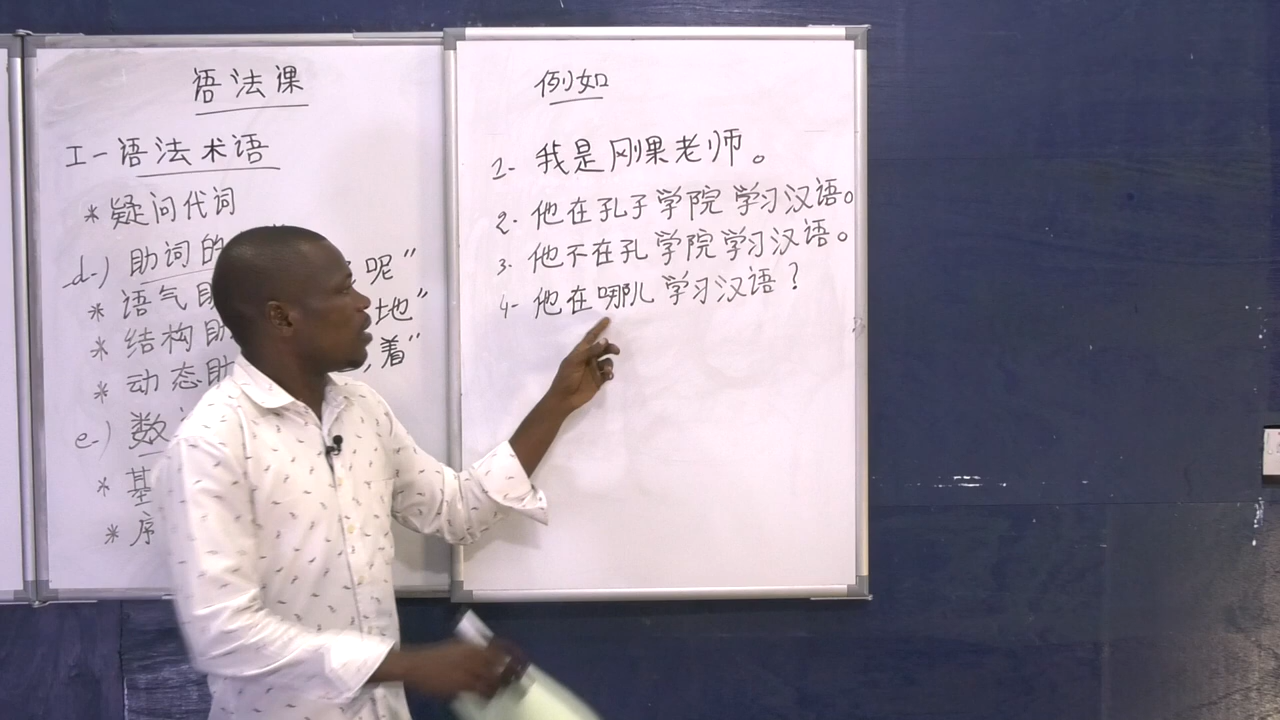 语法课
I-语法术语
* 疑问代词
d-) 助词的
* 语气助 呢”
* 结构助 地”
* 动态助 ,着”
e-) 数
* 基
* 序
例如
1- 我是刚果老师。
2. 他在孔子学院学习汉语。
3. 他不在孔学院学习汉语。
4- 他在哪儿学习汉语？